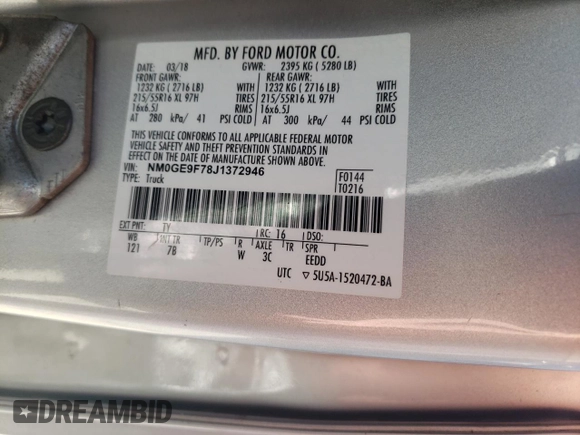 MFD. BY FORD MOTOR CO.
DATE: 03/18 GVWR: 2395 KG ( 5280 LB)
FRONT GAWR: REAR GAWR:
1232 KG ( 2716 LB) WITH 1232 KG ( 2716 LB) WITH
215/55R16 XL 97H TIRES 215/55R16 XL 97H TIRES
16x6.5J RIMS 16x6.5J RIMS
AT 280 kPa/ 41 PSI COLD AT 300 kPa/ 44 PSI COLD
THIS VEHICLE CONFORMS TO ALL APPLICABLE FEDERAL MOTOR
VEHICLE SAFETY AND THEFT PREVENTION STANDARDS IN
EFFECT ON THE DATE OF MANUFACTURE SHOWN ABOVE.
VIN: NM0GE9F78J1372946 F0144
TYPE: Truck T0216
EXT PNT: TY RC: 16 DSO:
WB INT TR TP/PS R AXLE TR SPR
121 7B W 3C EEDD
UTC ▽ 5U5A-1520472-BA
DREAMBID